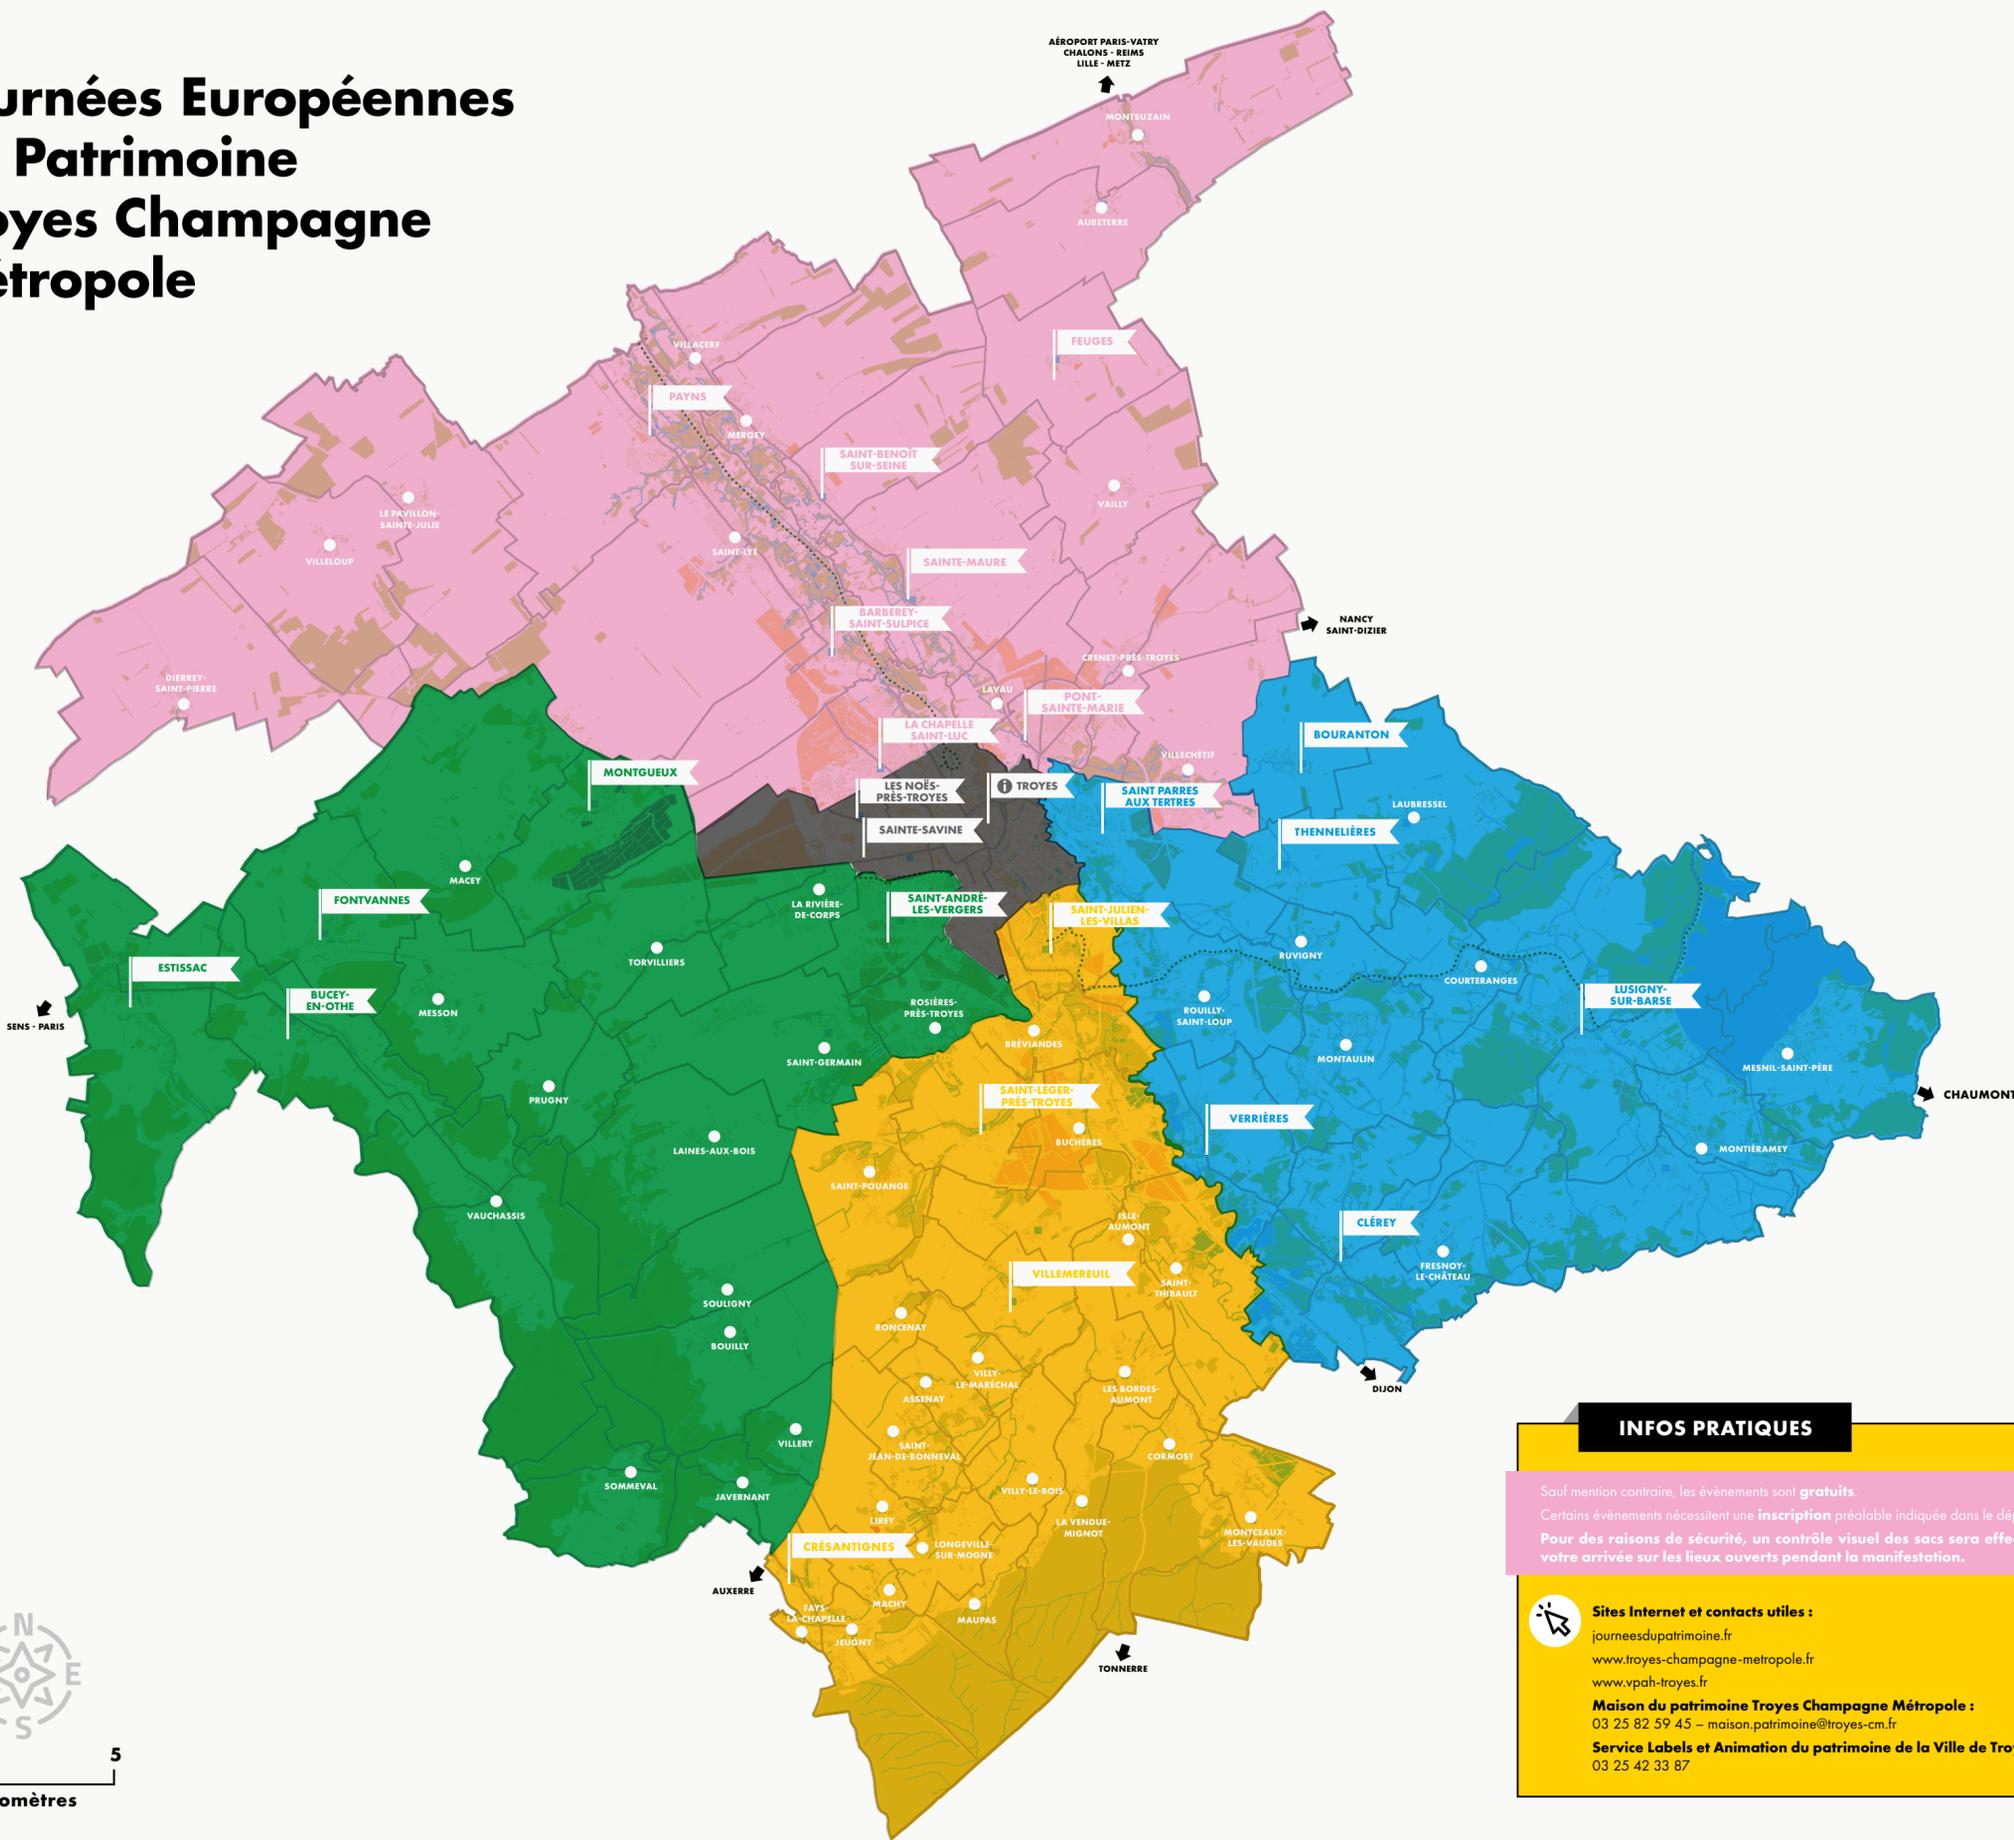 urnées Européennes
Patrimoine
oyes Champagne
étropole
AÉROPORT PARIS-VATRY
CHALONS - REIMS
LILLE - METZ
MONTSUZAIN
AUBETERRE
FEUGES
VILLACERF
PAYNS
MERGEY
SAINT-BENOÎT
SUR-SEINE
VAILLY
LE PAVILLON-
SAINTE-JULIE
VILLELOUP
SAINT-LYÉ
SAINTE-MAURE
BARBEREY-
SAINT-SULPICE
NANCY
SAINT-DIZIER
CRENEY-PRÈS-TROYES
DIERREY-
SAINT-PIERRE
LAVAU
PONT-
SAINTE-MARIE
LA CHAPELLE
SAINT-LUC
BOURANTON
VILLECHÉTIF
MONTGUEUX
LES NOËS-
PRÈS-TROYES
i TROYES
SAINT PARRES
AUX TERTRES
LAUBRESSEL
SAINTE-SAVINE
THENNELIÈRES
MACEY
FONTVANNES
LA RIVIÈRE-
DE-CORPS
SAINT-ANDRÉ-
LES-VERGERS
SAINT-JULIEN-
LES-VILLAS
ESTISSAC
TORVILLIERS
RUVIGNY
COURTERANGES
BUCEY-
EN-OTHE
MESSON
ROSIÈRES-
PRÈS-TROYES
ROUILLY-
SAINT-LOUP
LUSIGNY-
SUR-BARSE
SENS - PARIS
BRÉVIANDES
SAINT-GERMAIN
MONTAULIN
MESNIL-SAINT-PÈRE
PRUGNY
SAINT-LÉGER-
PRÈS-TROYES
CHAUMONT
VERRIÈRES
BUCHÈRES
LAINES-AUX-BOIS
MONTIÉRAMEY
SAINT-POUANGE
VAUCHASSIS
ISLE-
AUMONT
CLÉREY
VILLEMEREUIL
SAINT-
THIBAULT
FRESNOY-
LE-CHÂTEAU
SOULIGNY
RONCENAY
BOUILLY
VILLY-
LE-MARÉCHAL
ASSENAY
LES BORDES-
AUMONT
DIJON
VILLERY
SAINT-
JEAN-DE-BONNEVAL
CORMOST
SOMMEVAL
JAVERNANT
VILLY-LE-BOIS
LIREY
LA VENDUE-
MIGNOT
MONTCEAUX-
LES-VAUDES
CRÉSANTIGNES
LONGEVILLE-
SUR-MOGNE
AUXERRE
MACHY
FAYS-
LA-CHAPELLE
MAUPAS
JEUGNY
TONNERRE
INFOS PRATIQUES
Sauf mention contraire, les évènements sont gratuits.
Certains évènements nécessitent une inscription préalable indiquée dans le dé
Pour des raisons de sécurité, un contrôle visuel des sacs sera effe
votre arrivée sur les lieux ouverts pendant la manifestation.
Sites Internet et contacts utiles :
journeesdupatrimoine.fr
www.troyes-champagne-metropole.fr
www.vpah-troyes.fr
Maison du patrimoine Troyes Champagne Métropole :
03 25 82 59 45 – maison.patrimoine@troyes-cm.fr
Service Labels et Animation du patrimoine de la Ville de Tro
03 25 42 33 87
N
E
S
5
omètres